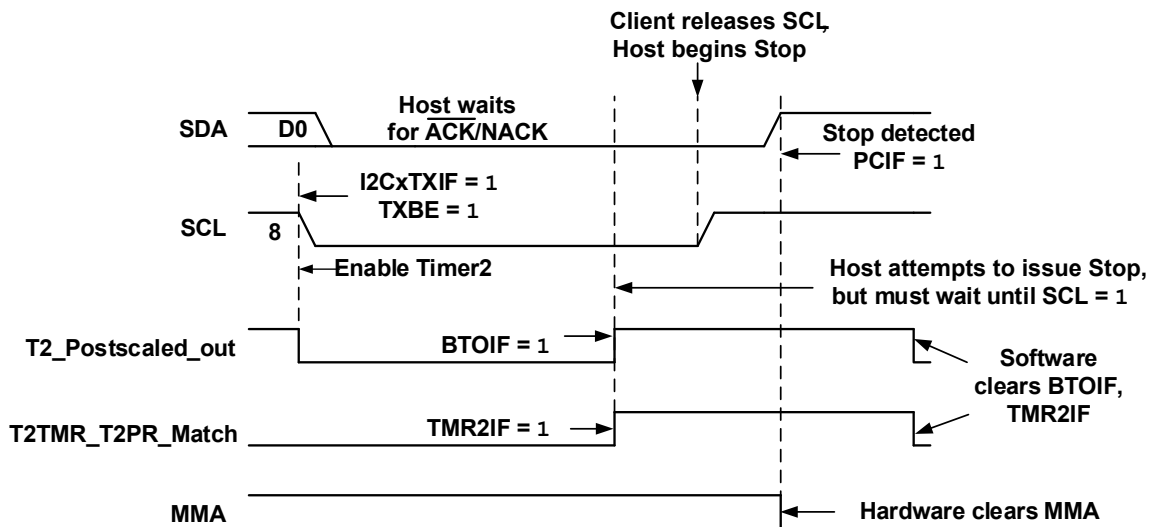 Client releases SCL,
Host begins Stop
SDA
D0
Host waits
for ACK/NACK
Stop detected
PCIF = 1
I2CxTXIF = 1
TXBE = 1
SCL
8
Enable Timer2
Host attempts to issue Stop,
but must wait until SCL = 1
T2_Postscaled_out
BTOIF = 1
Software
clears BTOIF,
TMR2IF
T2TMR_T2PR_Match
TMR2IF = 1
MMA
Hardware clears MMA